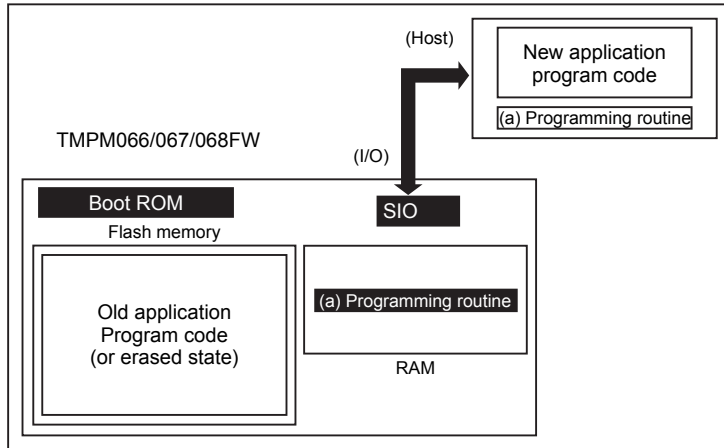 (Host)
New application
program code
(a) Programming routine
TMPM066/067/068FW
(I/O)
Boot ROM
SIO
Flash memory
Old application
Program code
(or erased state)
(a) Programming routine
RAM